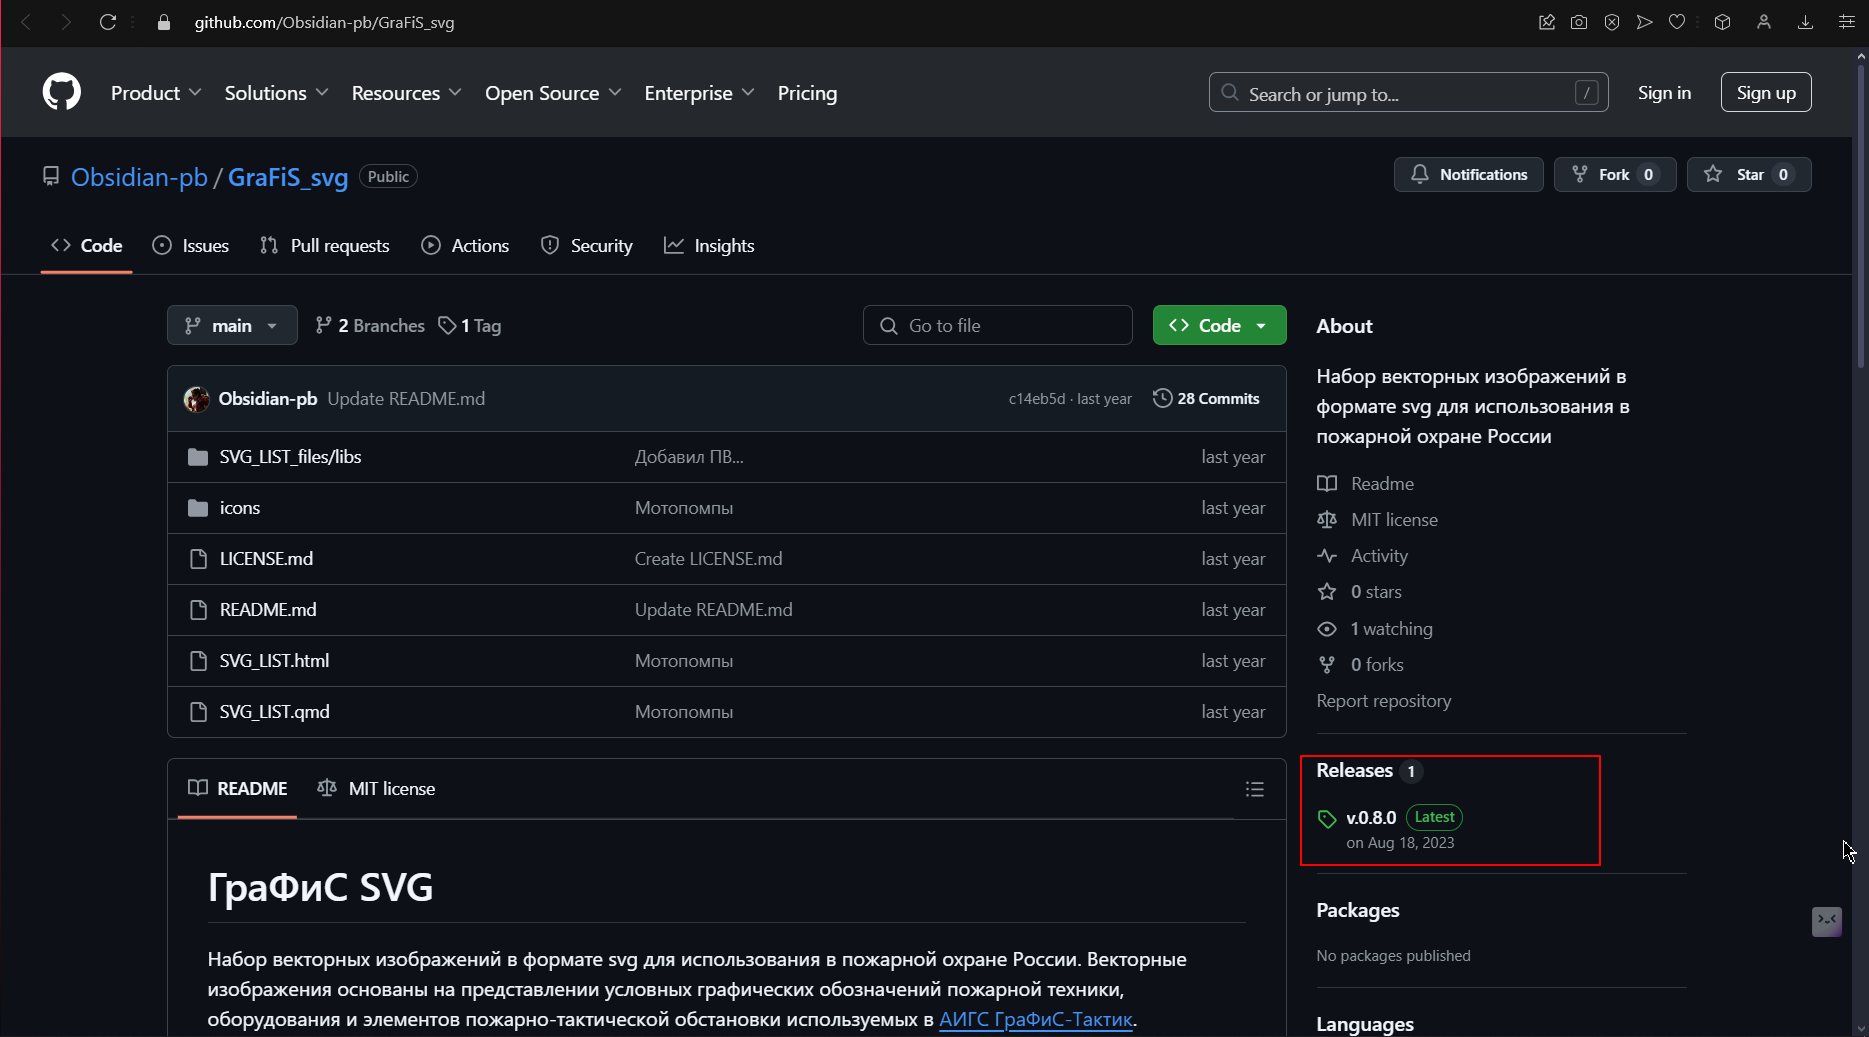 github.com/Obsidian-pb/GraFiS_svg
Product Solutions Resources Open Source Enterprise Pricing Search or jump to... / Sign in Sign up
Obsidian-pb / GraFiS_svg Public Notifications Fork 0 Star 0
Code Issues Pull requests Actions Security Insights
main 2 Branches 1 Tag Go to file Code
Obsidian-pb Update README.md c14eb5d · last year 28 Commits
SVG_LIST_files/libs Добавил ПВ... last year
icons Мотопомпы last year
LICENSE.md Create LICENSE.md last year
README.md Update README.md last year
SVG_LIST.html Мотопомпы last year
SVG_LIST.qmd Мотопомпы last year
README MIT license
ГраФиС SVG
Набор векторных изображений в формате svg для использования в пожарной охране России. Векторные
изображения основаны на представлении условных графических обозначений пожарной техники,
оборудования и элементов пожарно-тактической обстановки используемых в АИГС ГраФиС-Тактик.
About
Набор векторных изображений в
формате svg для использования в
пожарной охране России
Readme
MIT license
Activity
0 stars
1 watching
0 forks
Report repository
Releases 1
v.0.8.0 Latest
on Aug 18, 2023
Packages
No packages published
Languages